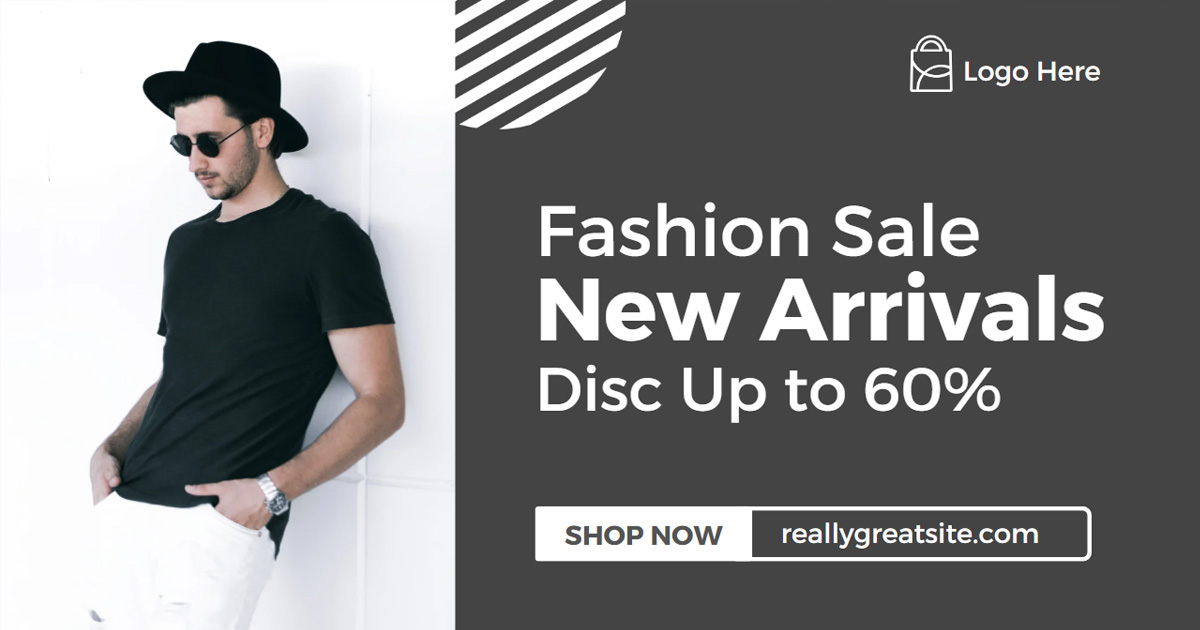 Logo Here
Fashion Sale
New Arrivals
Disc Up to 60%
SHOP NOW
reallygreatsite.com